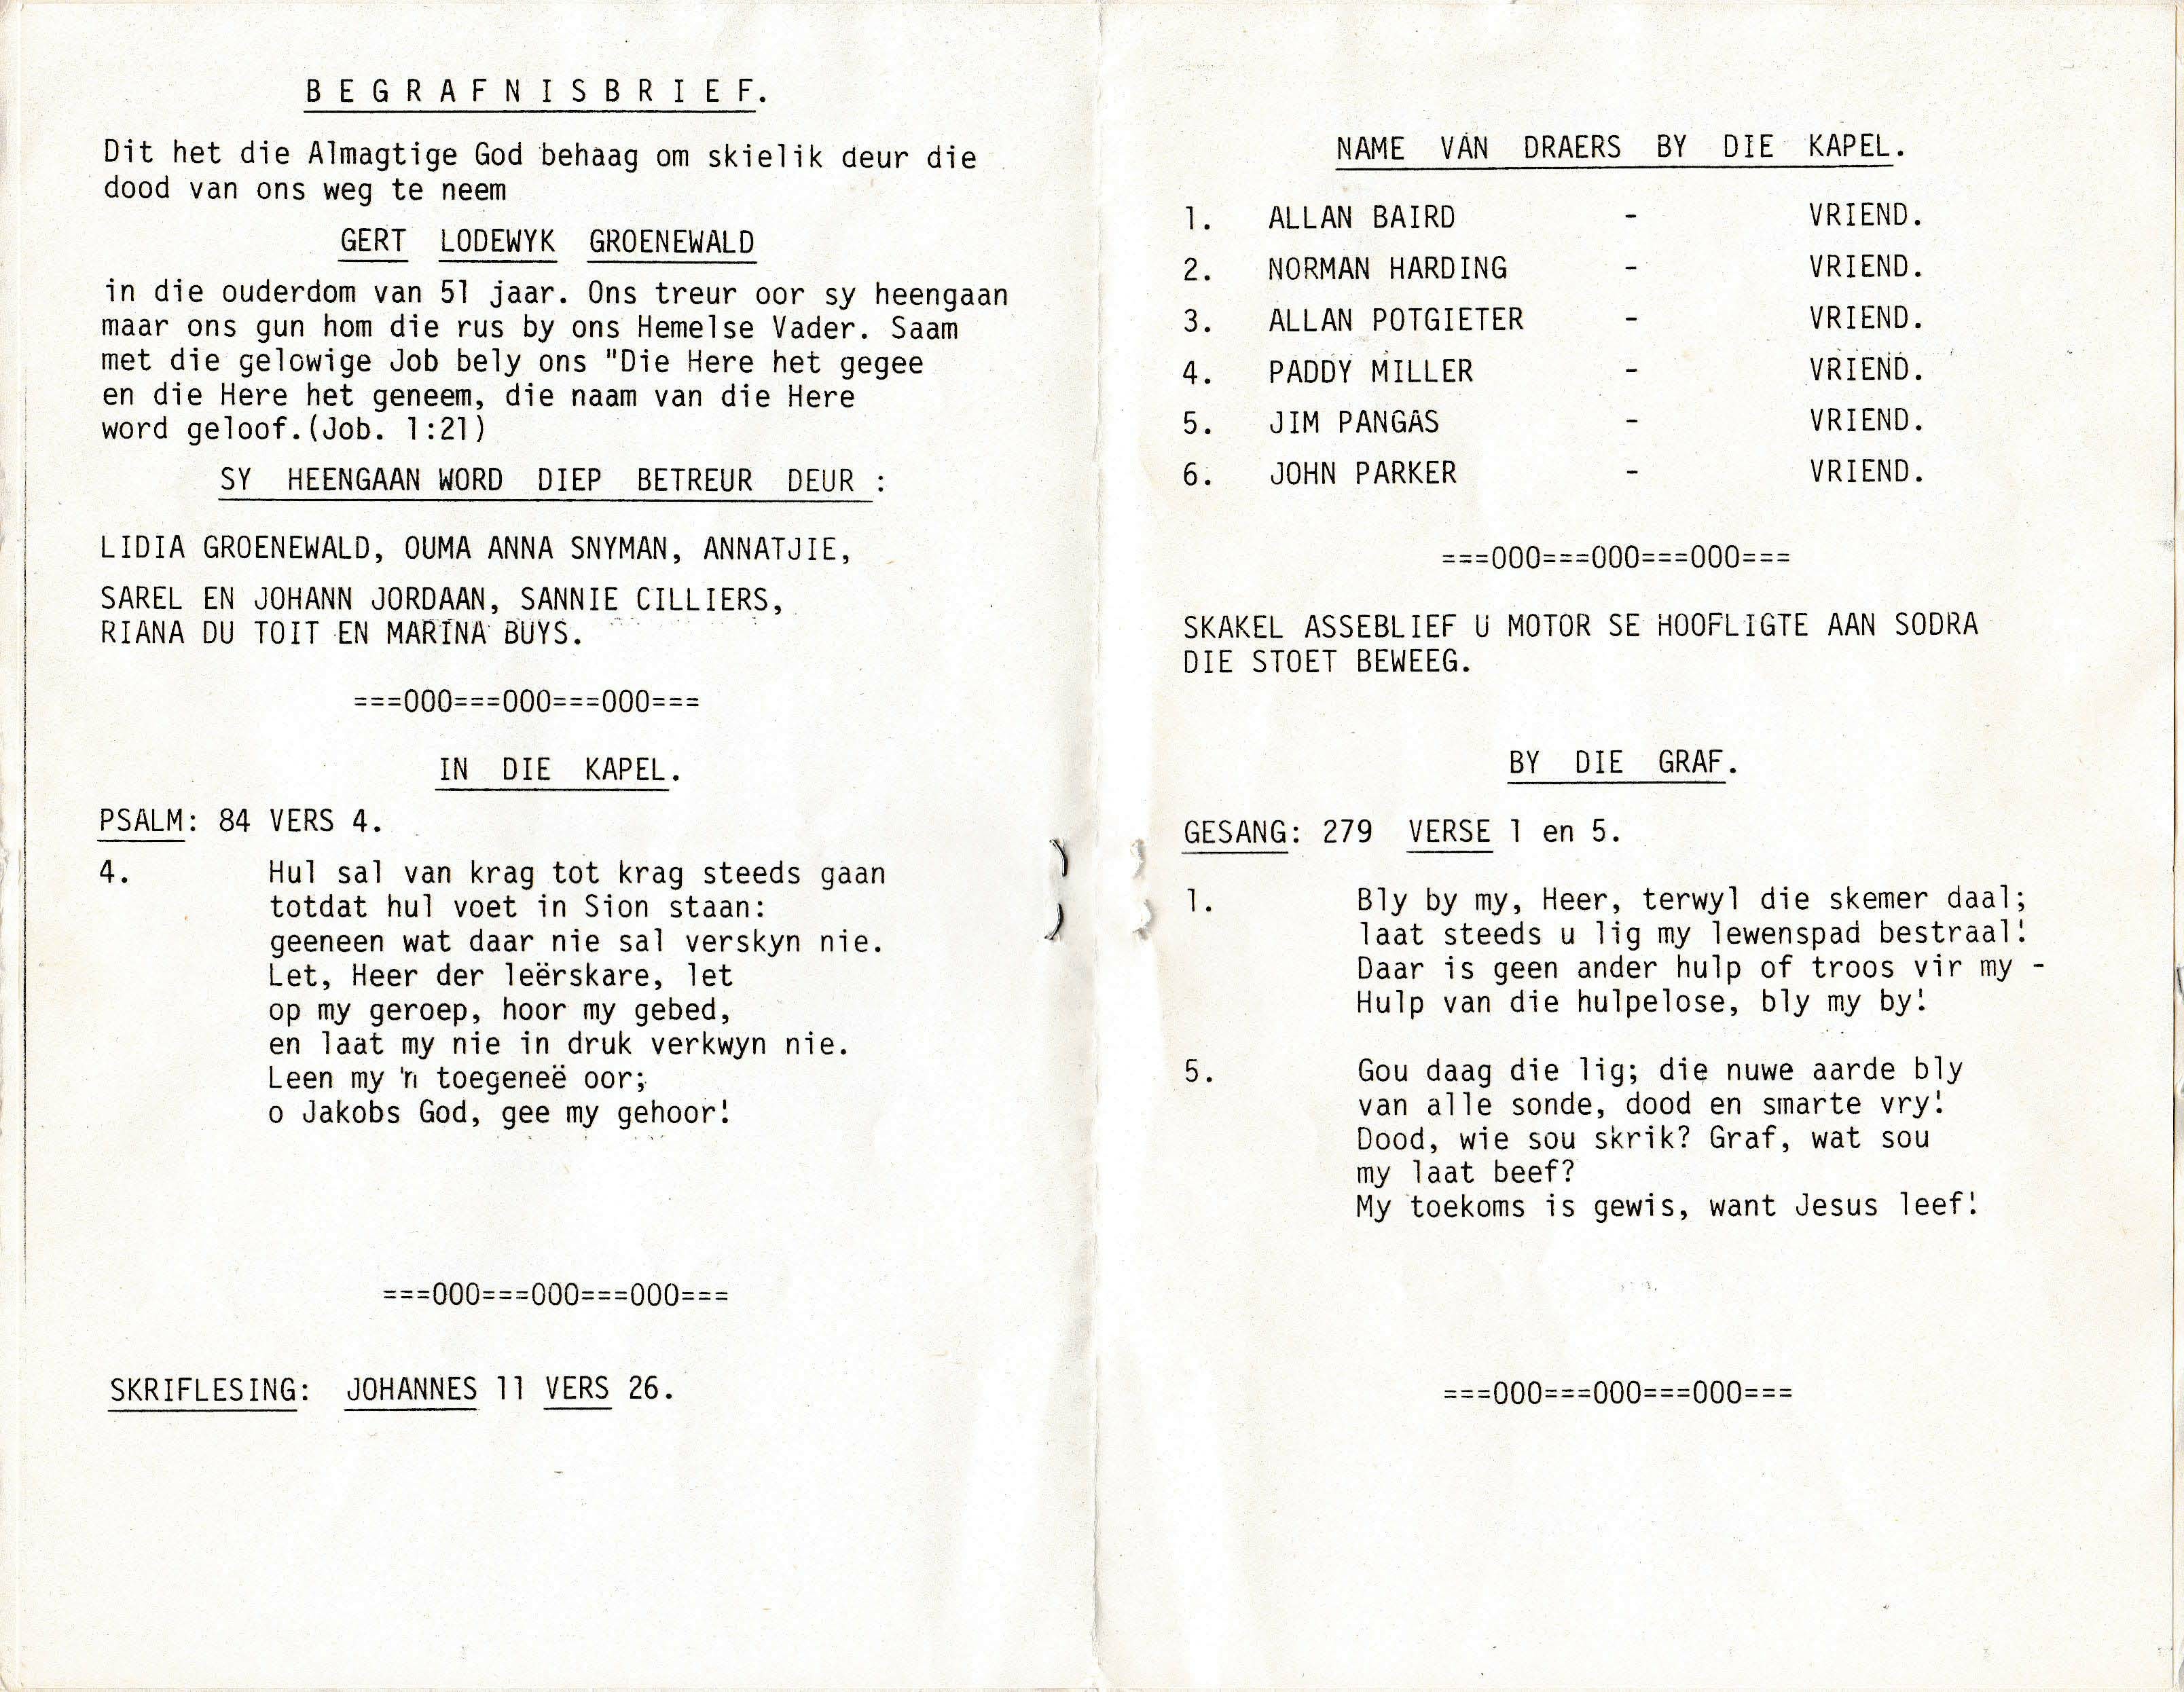 BEGRAFNISBRIEF.
Dit het die Almagtige God behaag om skielik deur die
dood van ons weg te neem
GERT LODEWYK GROENEWALD
in die ouderdom van 51 jaar. Ons treur oor sy heengaan
maar ons gun hom die rus by ons Hemelse Vader. Saam
met die gelowige Job bely ons "Die Here het gegee
en die Here het geneem, die naam van die Here
word geloof.(Job. 1:21)
SY HEENGAAN WORD DIEP BETREUR DEUR :
LIDIA GROENEWALD, OUMA ANNA SNYMAN, ANNATJIE,
SAREL EN JOHANN JORDAAN, SANNIE CILLIERS,
RIANA DU TOIT EN MARINA BUYS.
===000===000===000===
IN DIE KAPEL.
PSALM: 84 VERS 4.
4. Hul sal van krag tot krag steeds gaan
totdat hul voet in Sion staan:
geeneen wat daar nie sal verskyn nie.
Let, Heer der leërskare, let
op my geroep, hoor my gebed,
en laat my nie in druk verkwyn nie.
Leen my 'n toegeneë oor;
o Jakobs God, gee my gehoor!
===000===000===000===
SKRIFLESING: JOHANNES 11 VERS 26.
NAME VAN DRAERS BY DIE KAPEL.
1. ALLAN BAIRD - VRIEND.
2. NORMAN HARDING - VRIEND.
3. ALLAN POTGIETER - VRIEND.
4. PADDY MILLER - VRIEND.
5. JIM PANGAS - VRIEND.
6. JOHN PARKER - VRIEND.
===000===000===000===
SKAKEL ASSEBLIEF U MOTOR SE HOOFLIGTE AAN SODRA
DIE STOET BEWEEG.
BY DIE GRAF.
GESANG: 279 VERSE 1 en 5.
1. Bly by my, Heer, terwyl die skemer daal;
laat steeds u lig my lewenspad bestraal!
Daar is geen ander hulp of troos vir my -
Hulp van die hulpelose, bly my by!
5. Gou daag die lig; die nuwe aarde bly
van alle sonde, dood en smarte vry!
Dood, wie sou skrik? Graf, wat sou
my laat beef?
My toekoms is gewis, want Jesus leef!
===000===000===000===